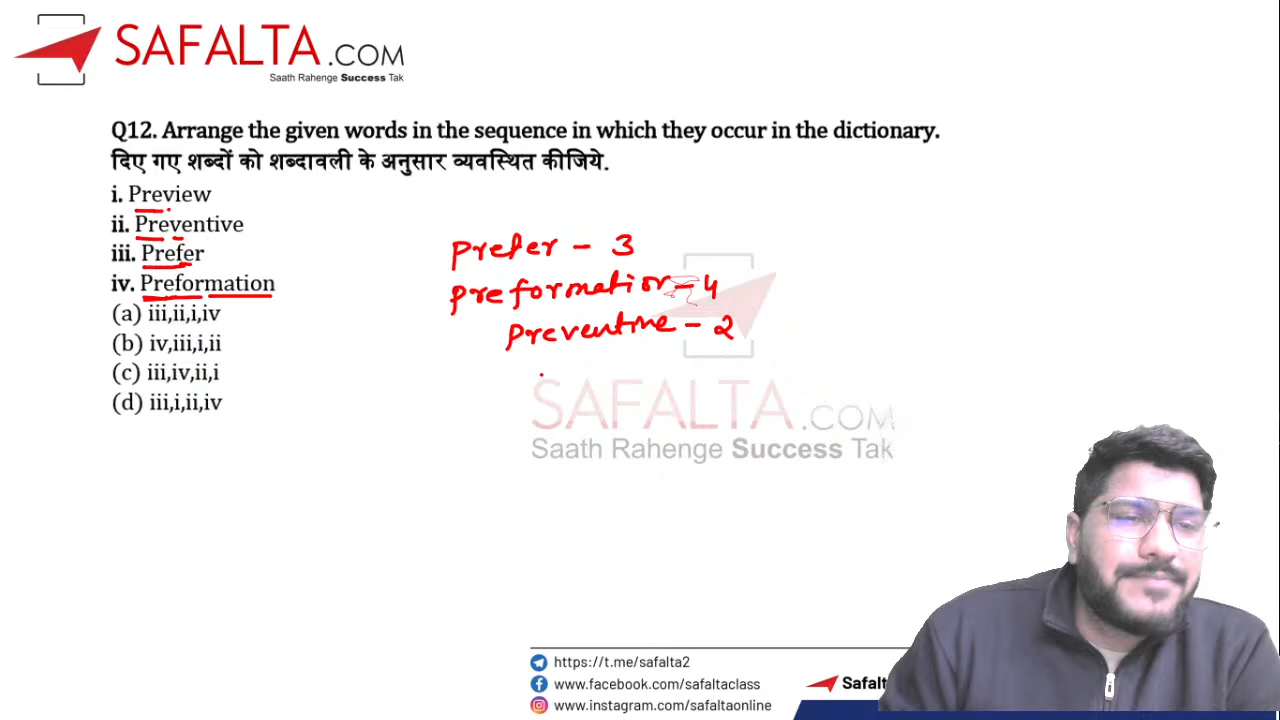 SAFALTA.COM
Saath Rahenge Success Tak
Q12. Arrange the given words in the sequence in which they occur in the dictionary.
दिए गए शब्दों को शब्दावली के अनुसार व्यवस्थित कीजिये.
i. Preview
ii. Preventive
iii. Prefer
iv. Preformation
(a) iii,ii,i,iv
(b) iv,iii,i,ii
(c) iii,iv,ii,i
(d) iii,i,ii,iv
Prefer - 3
Preformation - 4
Preventive - 2
SAFALTA.COM
Saath Rahenge Success Tak
https://t.me/safalta2
www.facebook.com/safaltaclass
www.instagram.com/safaltaonline
Safalt